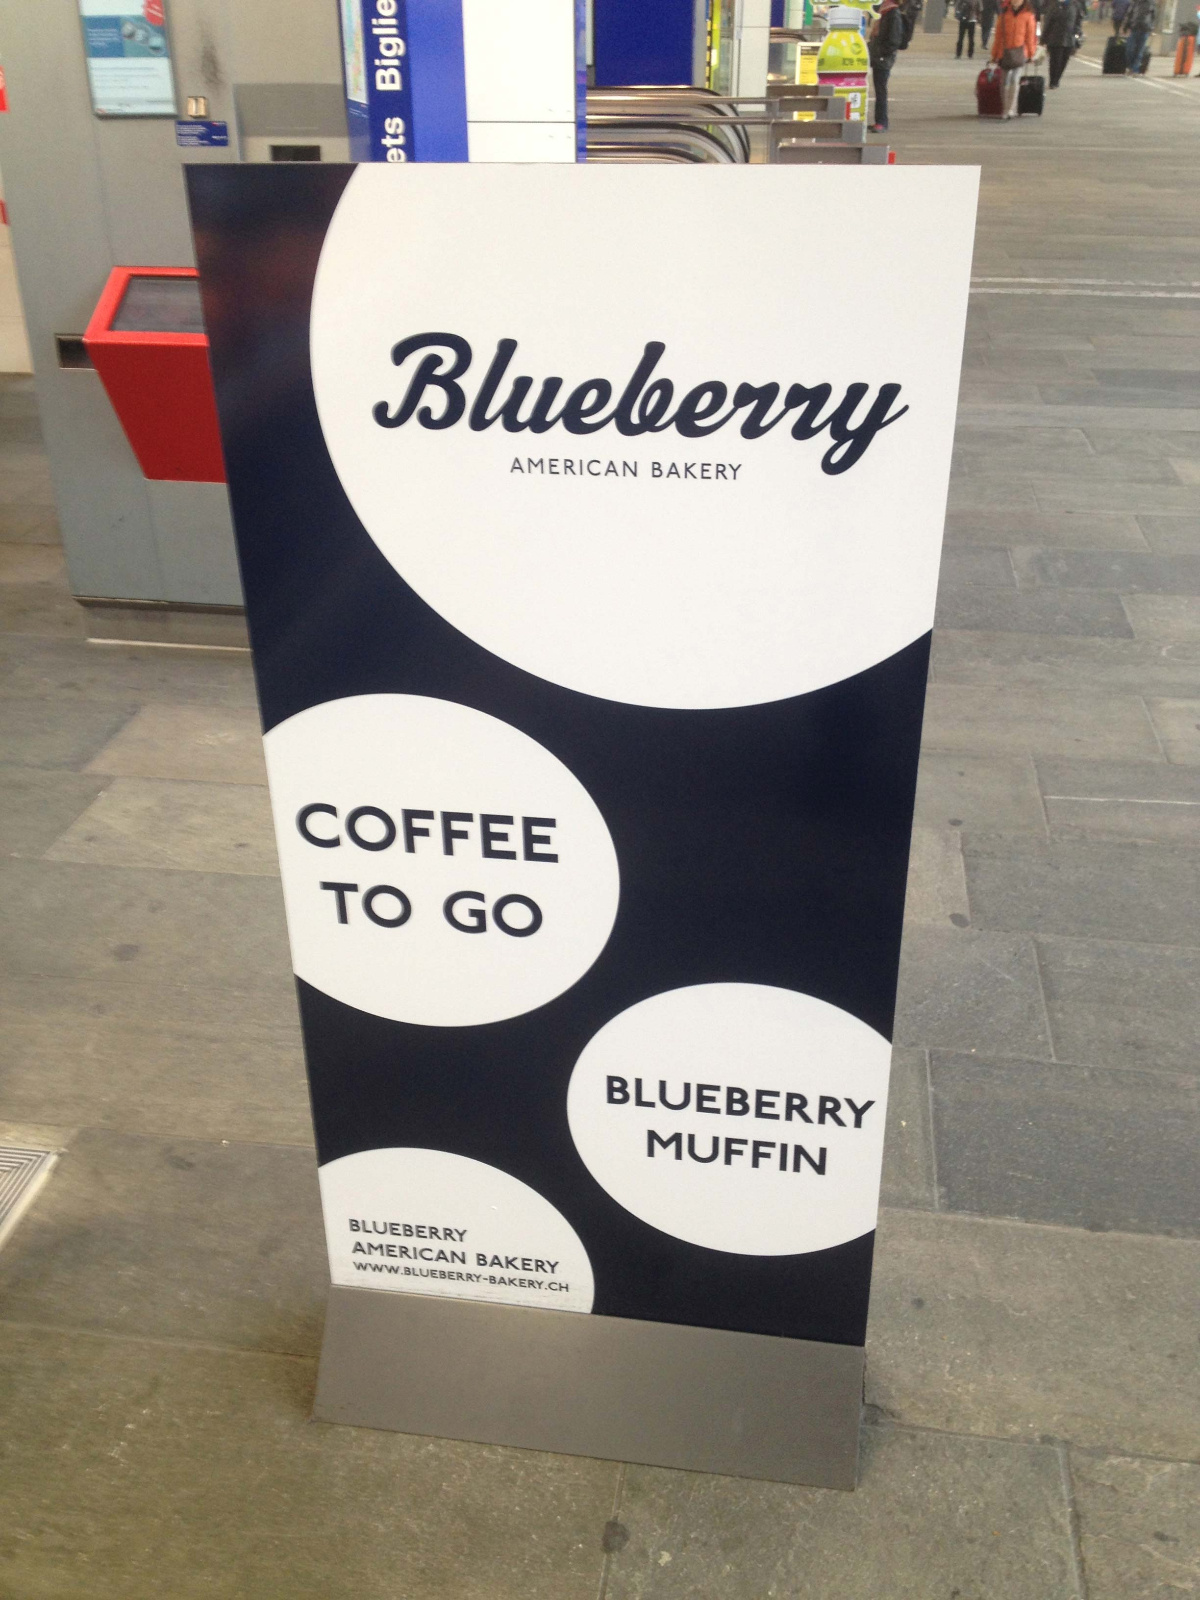 Blueberry
AMERICAN BAKERY
COFFEE
TO GO
BLUEBERRY
MUFFIN
BLUEBERRY
AMERICAN BAKERY
WWW.BLUEBERRY-BAKERY.CH